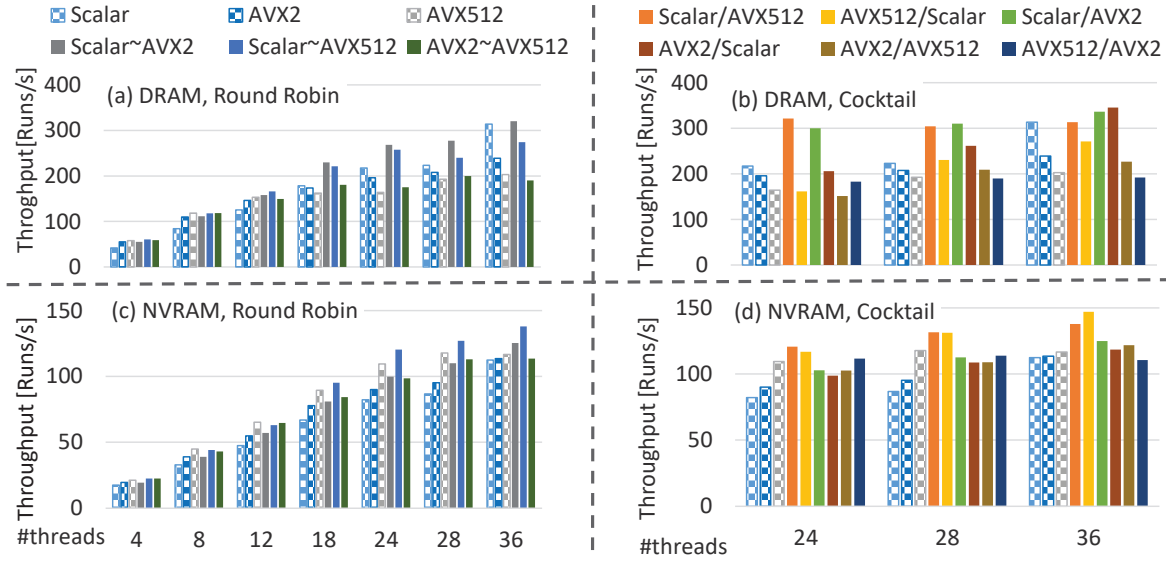 Scalar AVX2 AVX512
Scalar~AVX2 Scalar~AVX512 AVX2~AVX512
Scalar/AVX512 AVX512/Scalar Scalar/AVX2
AVX2/Scalar AVX2/AVX512 AVX512/AVX2
(a) DRAM, Round Robin
Throghput [Runs/s]
400
300
200
100
0
(b) DRAM, Cocktail
Throughput [Runs/s]
400
300
200
100
0
(c) NVRAM, Round Robin
Throughput [Runs/s]
150
100
50
0
#threads 4 8 12 18 24 28 36
(d) NVRAM, Cocktail
Throughput [Runs/s]
150
100
50
0
#threads 24 28 36